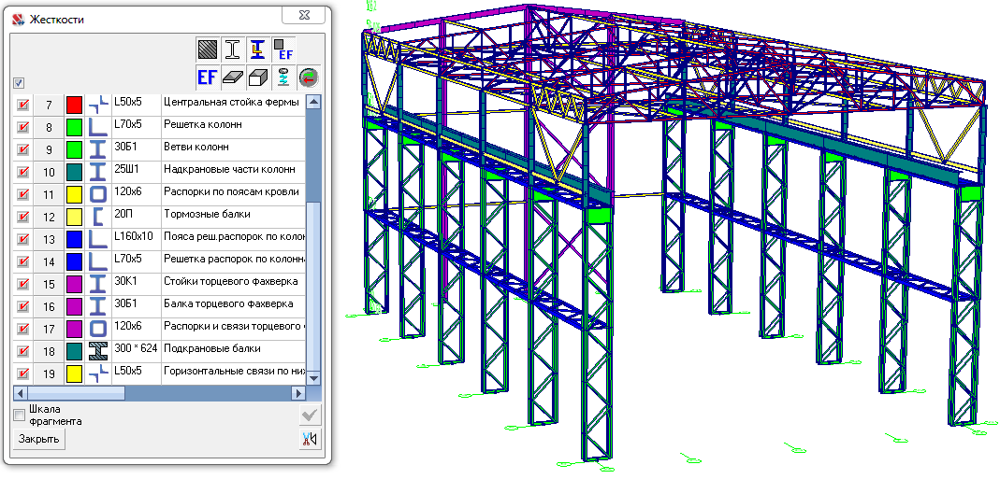 Жесткости
EF
EF
7 L50x5 Центральная стойка фермы
8 L70x5 Решетка колонн
9 30Б1 Ветви колонн
10 25Ш1 Надкрановые части колонн
11 120x6 Распорки по поясам кровли
12 20П Тормозные балки
13 L160x10 Пояса реш.распорок по колон
14 L70x5 Решетка распорок по колонна
15 30К1 Стойки торцевого фахверка
16 30Б1 Балка торцевого фахверка
17 120x6 Распорки и связи торцевого
18 300 * 624 Подкрановые балки
19 L50x5 Горизонтальные связи по ниж
Шкала
фрагмента
Закрыть